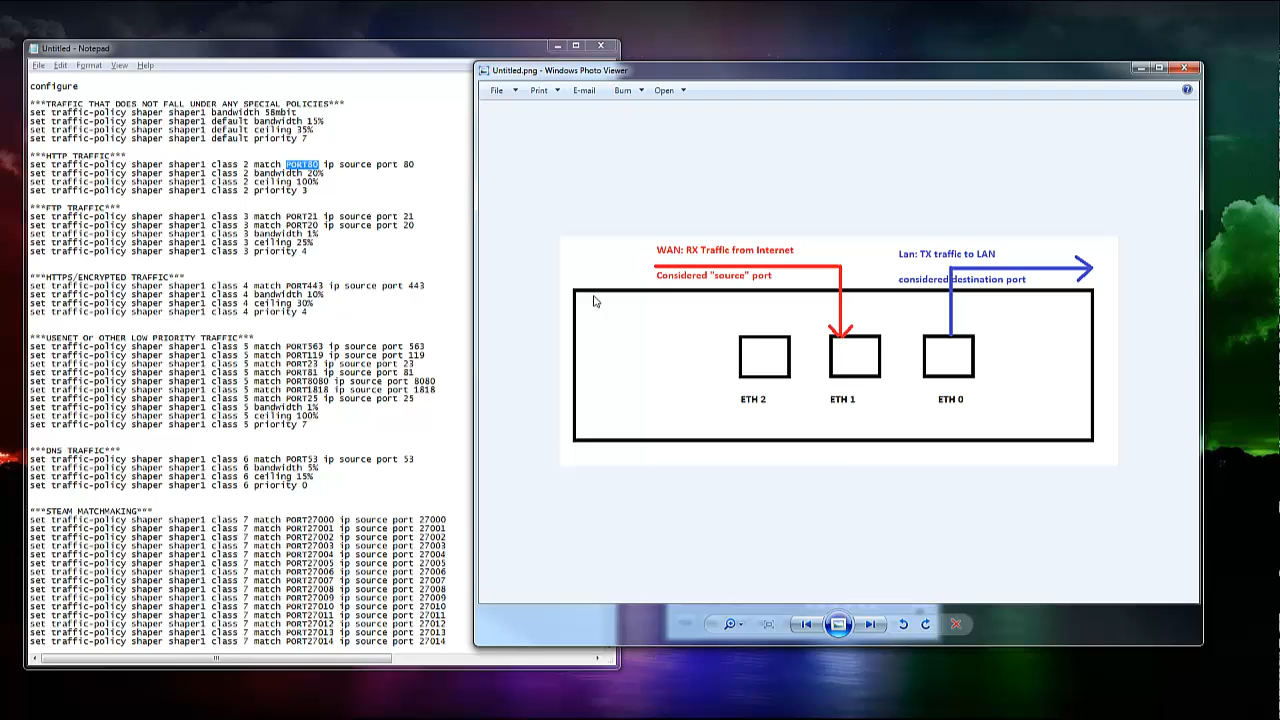 Untitled - Notepad
File Edit Format View Help
configure
***TRAFFIC THAT DOES NOT FALL UNDER ANY SPECIAL POLICIES***
set traffic-policy shaper shaper1 bandwidth 58mbit
set traffic-policy shaper shaper1 default bandwidth 15%
set traffic-policy shaper shaper1 default ceiling 35%
set traffic-policy shaper shaper1 default priority 7
***HTTP TRAFFIC***
set traffic-policy shaper shaper1 class 2 match PORT80 ip source port 80
set traffic-policy shaper shaper1 class 2 bandwidth 20%
set traffic-policy shaper shaper1 class 2 ceiling 100%
set traffic-policy shaper shaper1 class 2 priority 3
***FTP TRAFFIC***
set traffic-policy shaper shaper1 class 3 match PORT21 ip source port 21
set traffic-policy shaper shaper1 class 3 match PORT20 ip source port 20
set traffic-policy shaper shaper1 class 3 bandwidth 1%
set traffic-policy shaper shaper1 class 3 ceiling 25%
set traffic-policy shaper shaper1 class 3 priority 4
***HTTPS/ENCRYPTED TRAFFIC***
set traffic-policy shaper shaper1 class 4 match PORT443 ip source port 443
set traffic-policy shaper shaper1 class 4 bandwidth 10%
set traffic-policy shaper shaper1 class 4 ceiling 30%
set traffic-policy shaper shaper1 class 4 priority 4
***USENET OF OTHER LOW PRIORITY TRAFFIC***
set traffic-policy shaper shaper1 class 5 match PORT563 ip source port 563
set traffic-policy shaper shaper1 class 5 match PORT119 ip source port 119
set traffic-policy shaper shaper1 class 5 match PORT23 ip source port 23
set traffic-policy shaper shaper1 class 5 match PORT81 ip source port 81
set traffic-policy shaper shaper1 class 5 match PORT8080 ip source port 8080
set traffic-policy shaper shaper1 class 5 match PORT1818 ip source port 1818
set traffic-policy shaper shaper1 class 5 match PORT25 ip source port 25
set traffic-policy shaper shaper1 class 5 bandwidth 1%
set traffic-policy shaper shaper1 class 5 ceiling 100%
set traffic-policy shaper shaper1 class 5 priority 7
***DNS TRAFFIC***
set traffic-policy shaper shaper1 class 6 match PORT53 ip source port 53
set traffic-policy shaper shaper1 class 6 bandwidth 5%
set traffic-policy shaper shaper1 class 6 ceiling 15%
set traffic-policy shaper shaper1 class 6 priority 0
***STEAM MATCHMAKING***
set traffic-policy shaper shaper1 class 7 match PORT27000 ip source port 27000
set traffic-policy shaper shaper1 class 7 match PORT27001 ip source port 27001
set traffic-policy shaper shaper1 class 7 match PORT27002 ip source port 27002
set traffic-policy shaper shaper1 class 7 match PORT27003 ip source port 27003
set traffic-policy shaper shaper1 class 7 match PORT27004 ip source port 27004
set traffic-policy shaper shaper1 class 7 match PORT27005 ip source port 27005
set traffic-policy shaper shaper1 class 7 match PORT27006 ip source port 27006
set traffic-policy shaper shaper1 class 7 match PORT27007 ip source port 27007
set traffic-policy shaper shaper1 class 7 match PORT27008 ip source port 27008
set traffic-policy shaper shaper1 class 7 match PORT27009 ip source port 27009
set traffic-policy shaper shaper1 class 7 match PORT27010 ip source port 27010
set traffic-policy shaper shaper1 class 7 match PORT27011 ip source port 27011
set traffic-policy shaper shaper1 class 7 match PORT27012 ip source port 27012
set traffic-policy shaper shaper1 class 7 match PORT27013 ip source port 27013
set traffic-policy shaper shaper1 class 7 match PORT27014 ip source port 27014
Untitled.png - Windows Photo Viewer
File Print E-mail Burn Open
WAN: RX Traffic from Internet
Considered "source" port
Lan: TX traffic to LAN
considered destination port
ETH 2 ETH 1 ETH 0